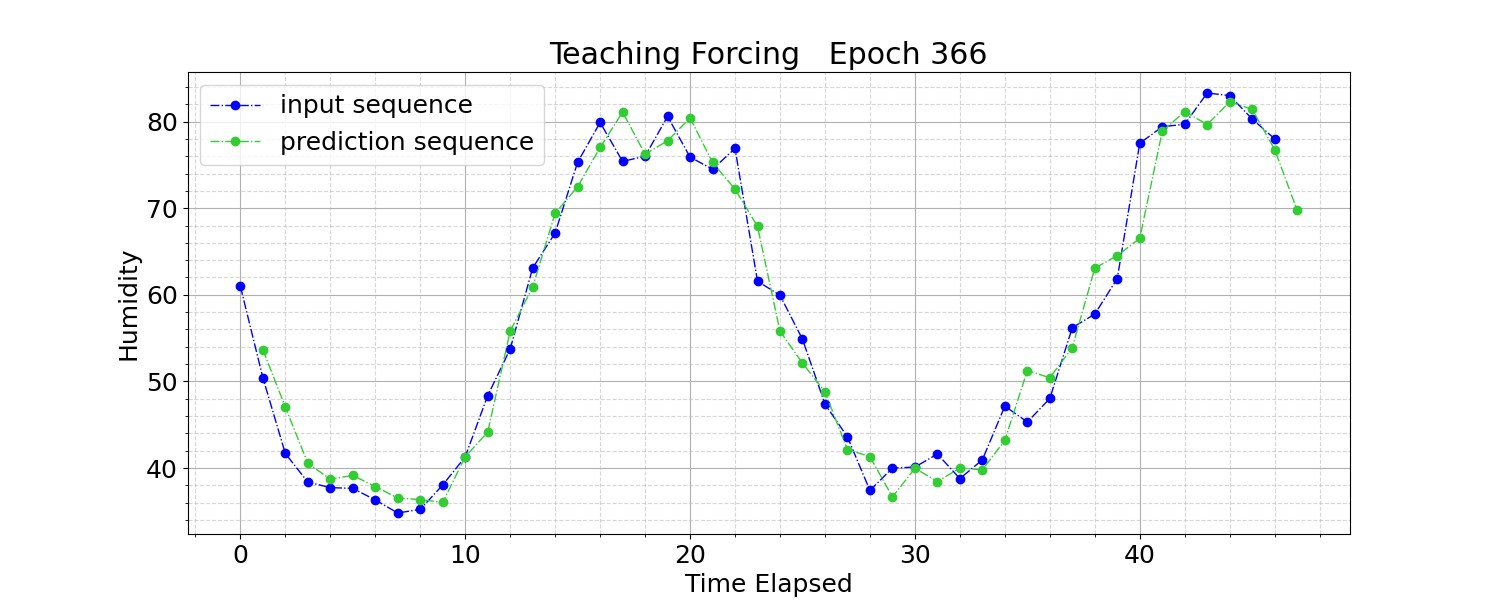 Teaching Forcing   Epoch 366
input sequence
prediction sequence
80
70
60
50
40
Humidity
0 10 20 30 40
Time Elapsed